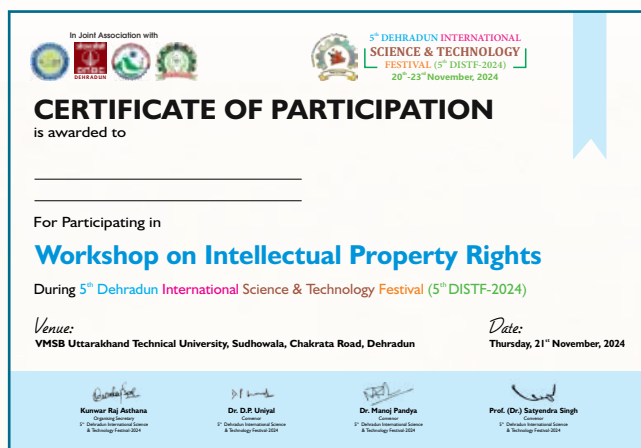 In Joint Association with
DEHRADUN
5th DEHRADUN INTERNATIONAL
SCIENCE & TECHNOLOGY
FESTIVAL (5th DISTF-2024)
20th-23rd November, 2024
CERTIFICATE OF PARTICIPATION
is awarded to
For Participating in
Workshop on Intellectual Property Rights
During 5th Dehradun International Science & Technology Festival (5th DISTF-2024)
Venue:
VMSB Uttarakhand Technical University, Sudhowala, Chakrata Road, Dehradun
Date:
Thursday, 21st November, 2024
Kunwar Raj Asthana
Organising Secretary
5th Dehradun International Science
& Technology Festival-2024
Dr. D.P. Uniyal
Convenor
5th Dehradun International Science
& Technology Festival-2024
Dr. Manoj Pandya
Convenor
5th Dehradun International Science
& Technology Festival-2024
Prof. (Dr.) Satyendra Singh
Convenor
5th Dehradun International Science
& Technology Festival-2024